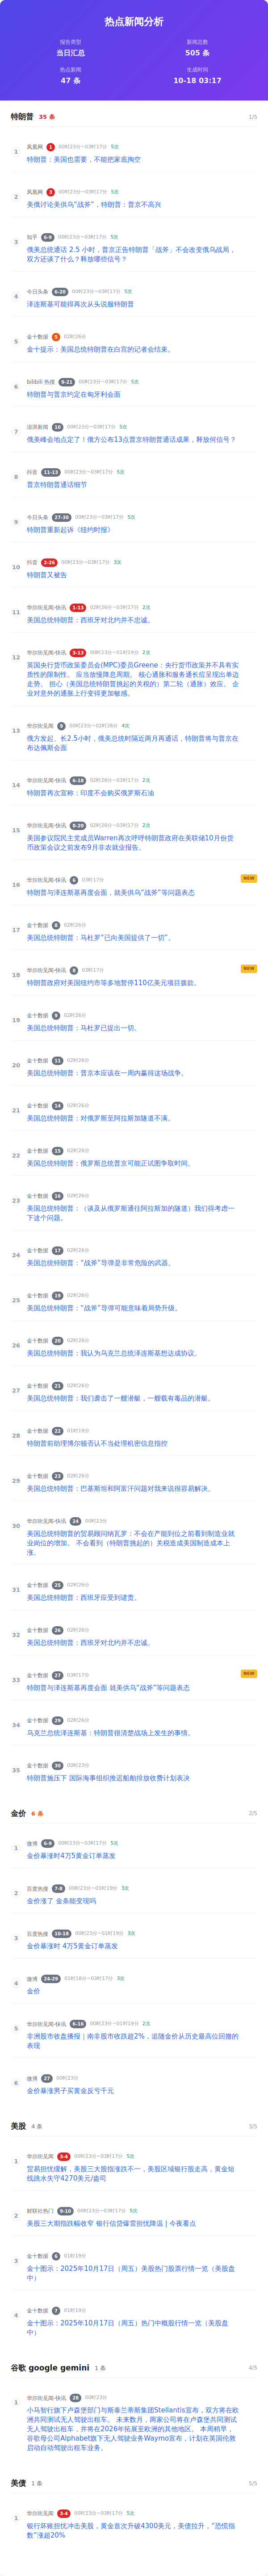 热点新闻分析
报告类型
当日汇总
新闻总数
505 条
热点新闻
47 条
生成时间
10-18 03:17
特朗普 35 条 1/5
1 凤凰网 1 00时23分~03时17分 5次
特朗普：美国也需要，不能把家底掏空
2 凤凰网 3 00时23分~03时17分 5次
美俄讨论美供乌“战斧”，特朗普：普京不高兴
3 知乎 6-9 00时23分~03时17分 5次
俄美总统通话 2.5 小时，普京正告特朗普「战斧」不会改变俄乌战局，
双方还谈了什么？释放哪些信号？
4 今日头条 6-20 00时23分~03时17分 5次
泽连斯基可能得再次从头说服特朗普
5 金十数据 5 02时26分
金十提示：美国总统特朗普在白宫的记者会结束。
6 bilibili 热搜 9-21 00时23分~03时17分 5次
特朗普与普京约定在匈牙利会面
7 澎湃新闻 10 00时23分~03时17分 5次
俄美峰会地点定了！俄方公布13点普京特朗普通话成果，释放何信号？
8 抖音 11-13 00时23分~03时17分 5次
普京特朗普通话细节
9 今日头条 27-30 00时23分~03时17分 5次
特朗普重新起诉《纽约时报》
10 抖音 2-26 00时23分~03时17分 3次
特朗普又被告
11 华尔街见闻-快讯 1-13 02时26分~03时17分 2次
美国总统特朗普：西班牙对北约并不忠诚。
12 华尔街见闻-快讯 3-13 00时23分~01时19分 2次
英国央行货币政策委员会(MPC)委员Greene：央行货币政策并不具有实
质性的限制性。 应当放慢降息周期。 核心通胀和服务通长应呈现出单边
走势。 担心（美国总统特朗普挑起的关税的）第二轮（通胀）效应。 企
业对意外的通胀上行变得更加敏感。
13 华尔街见闻 9 00时23分~02时26分 4次
俄方发起、长2.5小时，俄美总统时隔近两月再通话，特朗普将与普京在
布达佩斯会面
14 华尔街见闻-快讯 6-18 02时26分~03时17分 2次
特朗普再次宣称：印度不会购买俄罗斯石油
15 华尔街见闻-快讯 8-20 02时26分~03时17分 2次
美国参议院民主党成员Warren再次呼呼特朗普政府在美联储10月份货
币政策会议之前发布9月非农就业报告。
16 华尔街见闻-快讯 6 03时17分 NEW
特朗普与泽连斯基再度会面，就美供乌“战斧”等问题表态
17 金十数据 8 02时26分
美国总统特朗普：马杜罗“已向美国提供了一切”。
18 华尔街见闻-快讯 8 03时17分 NEW
特朗普政府对美国纽约市等多地暂停110亿美元项目拨款。
19 金十数据 9 02时26分
美国总统特朗普：马杜罗已提出一切。
20 金十数据 11 02时26分
美国总统特朗普：普京本应该在一周内赢得这场战争。
21 金十数据 14 02时26分
美国总统特朗普：对俄罗斯至阿拉斯加隧道不满。
22 金十数据 15 02时26分
美国总统特朗普：俄罗斯总统普京可能正试图争取时间。
23 金十数据 16 02时26分
美国总统特朗普：（谈及从俄罗斯通往阿拉斯加的隧道）我们得考虑一
下这个问题。
24 金十数据 17 02时26分
美国总统特朗普：“战斧”导弹是非常危险的武器。
25 金十数据 19 02时26分
美国总统特朗普：“战斧”导弹可能意味着局势升级。
26 金十数据 20 02时26分
美国总统特朗普：我认为乌克兰总统泽连斯基想达成协议。
27 金十数据 21 02时26分
美国总统特朗普：我们袭击了一艘潜艇，一艘载有毒品的潜艇。
28 金十数据 22 01时19分
特朗普前助理博尔顿否认不当处理机密信息指控
29 金十数据 23 02时26分
美国总统特朗普：巴基斯坦和阿富汗问题对我来说很容易解决。
30 华尔街见闻-快讯 24 00时23分
美国总统特朗普的贸易顾问纳瓦罗：不会在产能到位之前看到制造业就
业岗位的增加。 不会看到（特朗普挑起的）关税造成美国制造成本上
涨。
31 金十数据 25 02时26分
美国总统特朗普：西班牙应受到谴责。
32 金十数据 26 02时26分
美国总统特朗普：西班牙对北约并不忠诚。
33 金十数据 27 03时17分 NEW
特朗普与泽连斯基再度会面 就美供乌“战斧”等问题表态
34 金十数据 29 02时26分
乌克兰总统泽连斯基：特朗普很清楚战场上发生的事情。
35 金十数据 30 00时23分
特朗普施压下 国际海事组织推迟船舶排放收费计划表决
金价 6 条 2/5
1 微博 6-9 00时23分~03时17分 5次
金价暴涨时4万5黄金订单蒸发
2 百度热搜 7-8 00时23分~01时19分 3次
金价涨了 金条能变现吗
3 百度热搜 10-18 00时23分~01时19分 3次
金价暴涨时 4万5黄金订单蒸发
4 微博 24-29 01时18分~03时17分 3次
金价
5 华尔街见闻-快讯 6-16 00时23分~01时19分 2次
非洲股市收盘播报｜南非股市收跌超2%，追随金价从历史最高位回撤的
表现
6 微博 27 00时23分
金价暴涨男子买黄金反亏千元
美股 4 条 3/5
1 华尔街见闻 3-4 00时23分~03时17分 5次
贸易担忧缓解，美股三大股指涨跌不一，美股区域银行股走高，黄金短
线跳水失守4270美元/盎司
2 财联社热门 9-10 00时23分~03时17分 5次
美股三大期指跌幅收窄 银行信贷爆雷担忧降温 | 今夜看点
3 金十数据 6 01时19分
金十图示：2025年10月17日（周五）美股热门股票行情一览（美股盘
中）
4 金十数据 7 01时19分
金十图示：2025年10月17日（周五）热门中概股行情一览（美股盘
中）
谷歌 google gemini 1 条 4/5
1 华尔街见闻-快讯 28 00时23分
小马智行旗下卢森堡部门与斯泰兰蒂斯集团Stellantis宣布，双方将在欧
洲共同测试无人驾驶出租车。 未来数月，两家公司将在卢森堡共同测试
无人驾驶出租车，并将在2026年拓展至欧洲的其他地区。 本周稍早，
谷歌母公司Alphabet旗下无人驾驶业务Waymo宣布，计划在英国伦敦
启动自动驾驶出租车业务。
美债 1 条 5/5
1 华尔街见闻 3-4 00时23分~03时17分 5次
银行坏账担忧冲击美股，黄金首次升破4300美元，美债拉升，“恐慌指
数”涨超20%